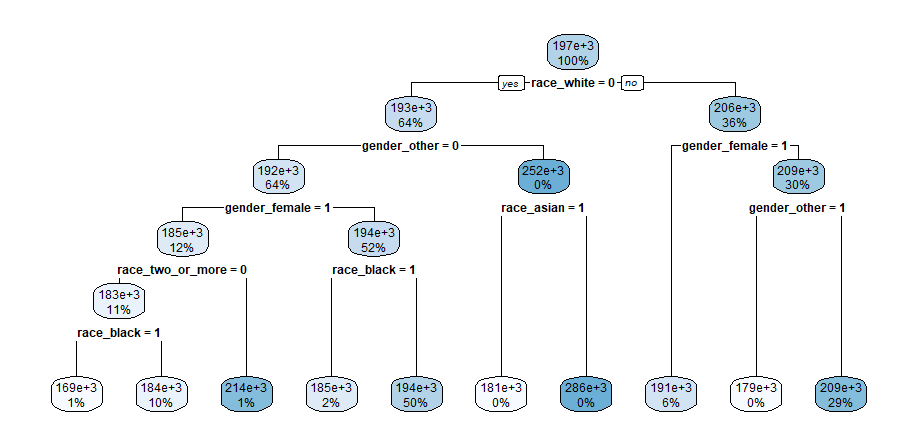 197e+3
100%
yes
race_white = 0
no
193e+3
64%
206e+3
36%
gender_other = 0
gender_female = 1
192e+3
64%
252e+3
0%
209e+3
30%
gender_female = 1
race_asian = 1
gender_other = 1
185e+3
12%
194e+3
52%
race_two_or_more = 0
race_black = 1
183e+3
11%
race_black = 1
169e+3
1%
184e+3
10%
214e+3
1%
185e+3
2%
194e+3
50%
181e+3
0%
286e+3
0%
191e+3
6%
179e+3
0%
209e+3
29%